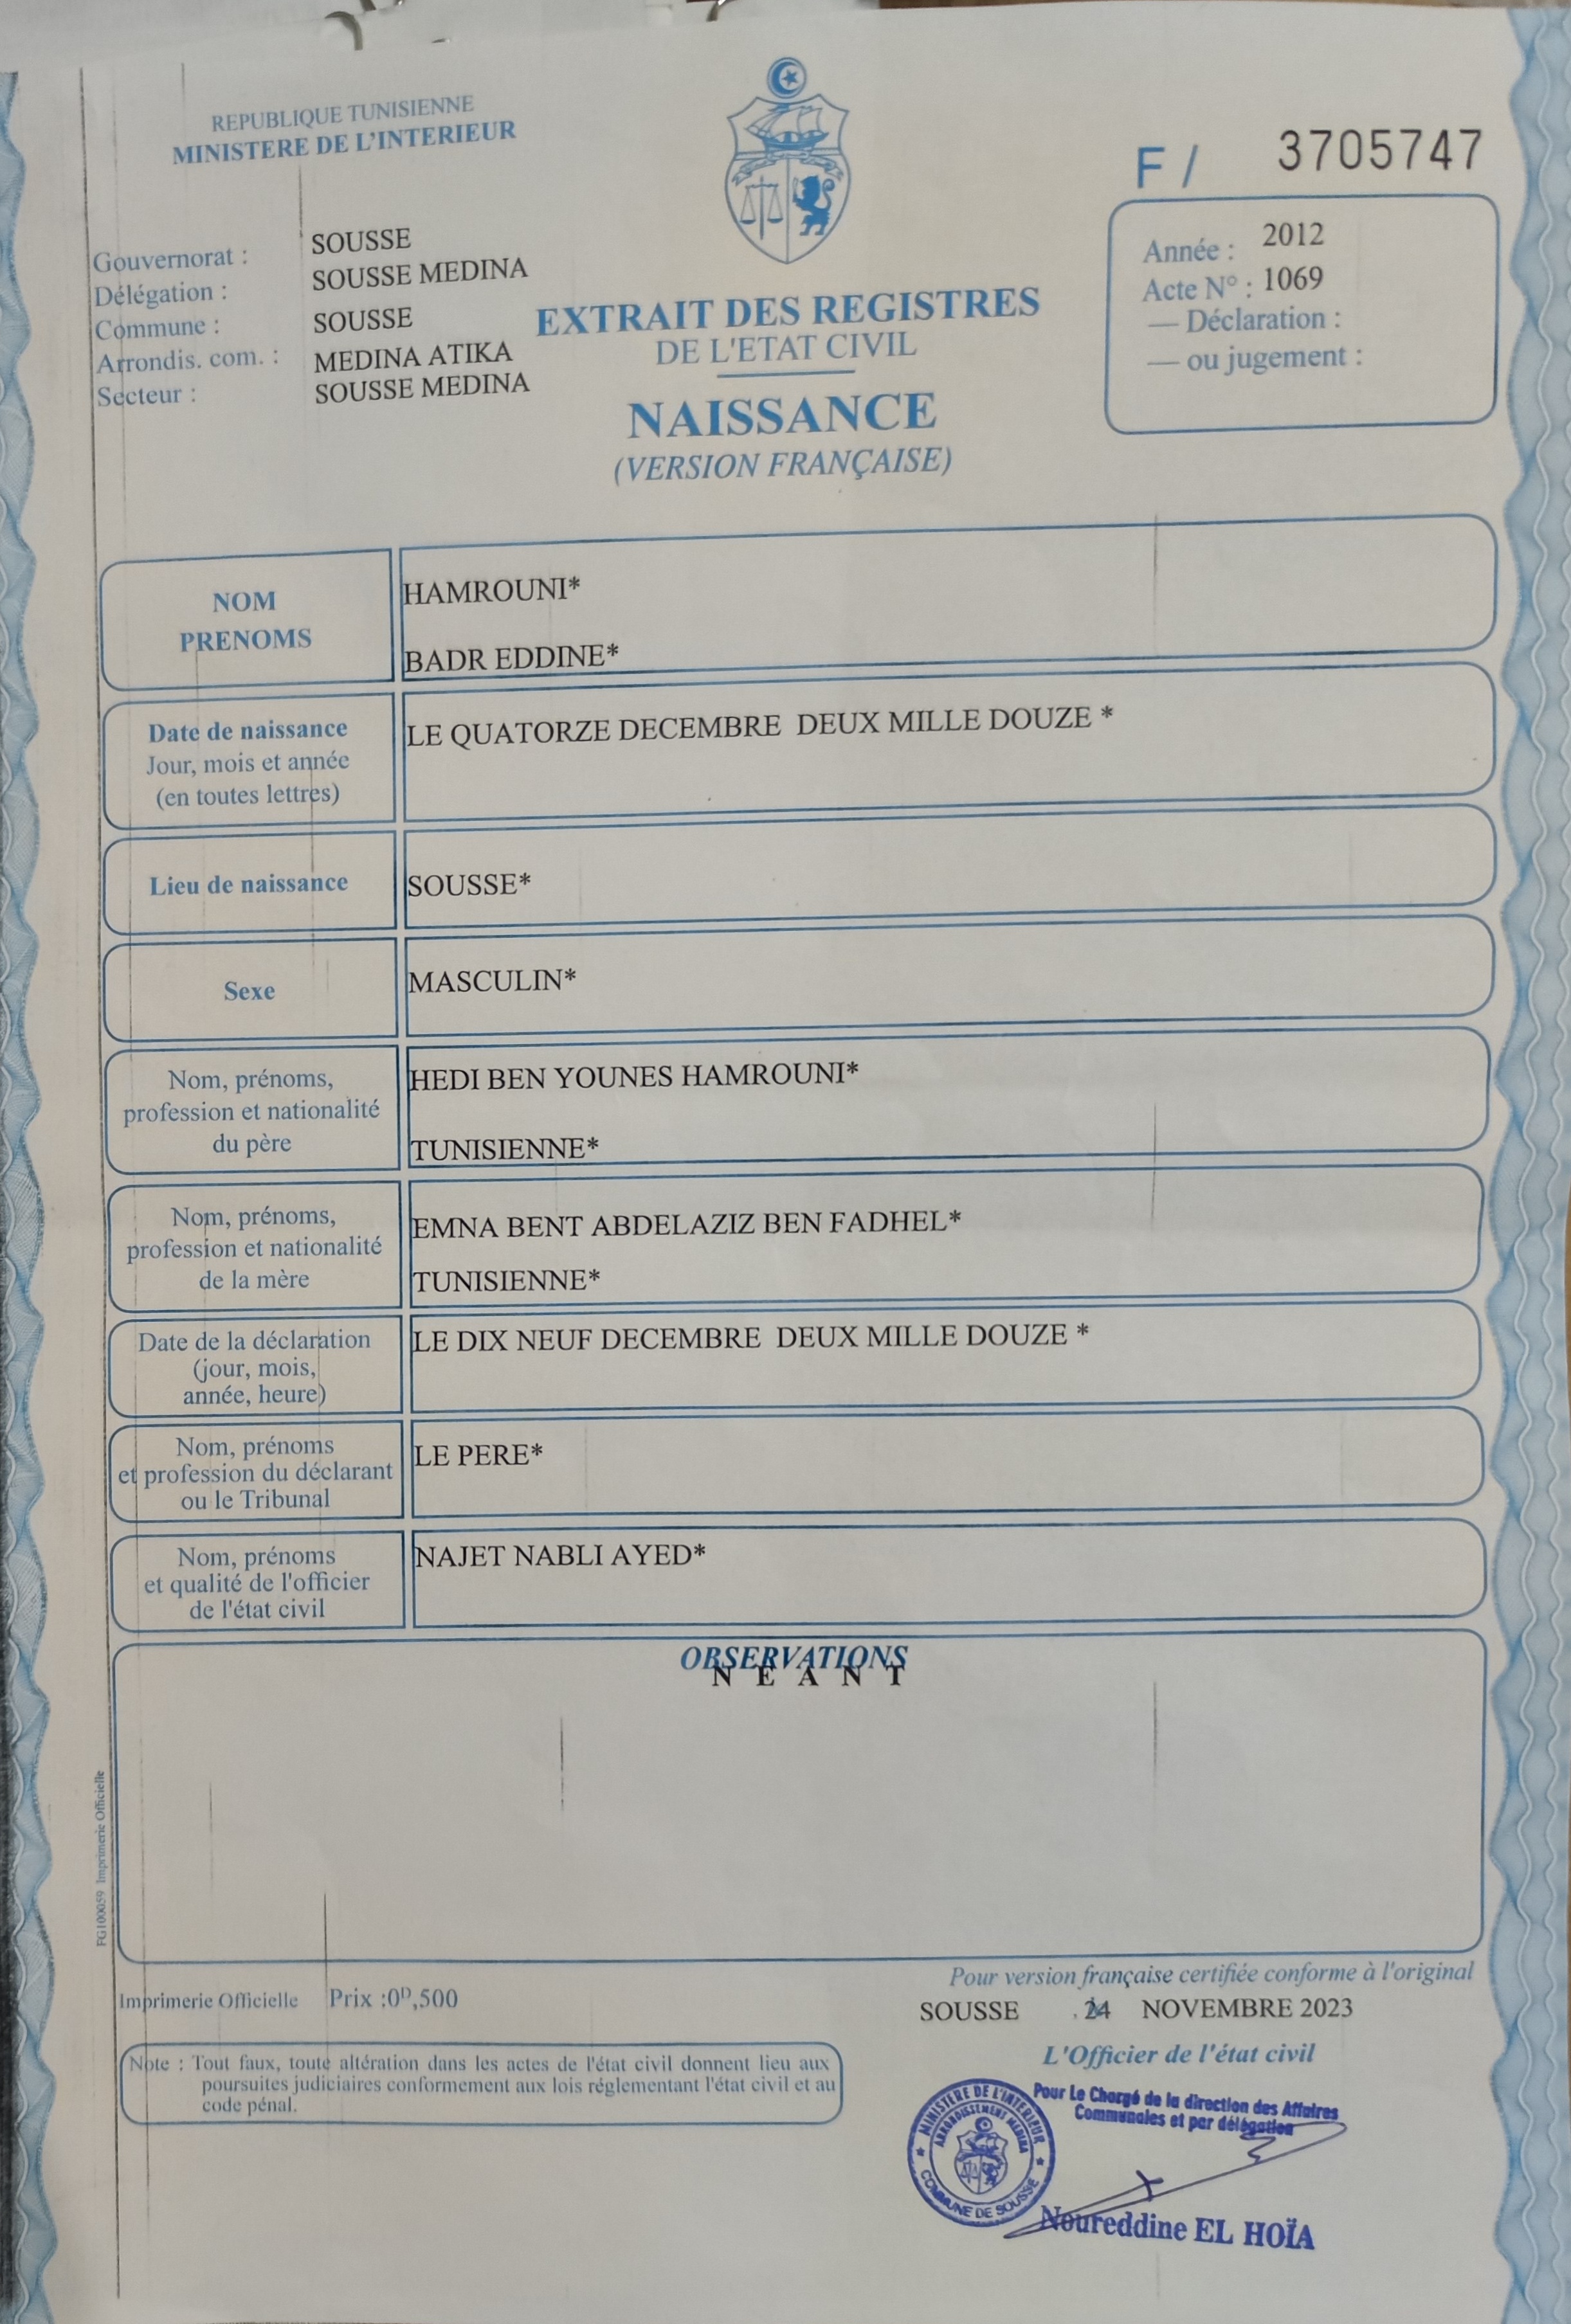 REPUBLIQUE TUNISIENNE
MINISTERE DE L'INTERIEUR
F / 3705747
Gouvernorat : SOUSSE
Délégation : SOUSSE MEDINA
Commune : SOUSSE
Arrondis. com. : MEDINA ATIKA
Secteur : SOUSSE MEDINA
EXTRAIT DES REGISTRES
DE L'ETAT CIVIL
NAISSANCE
(VERSION FRANÇAISE)
Année : 2012
Acte N° : 1069
— Déclaration :
— ou jugement :
NOM
PRENOMS
HAMROUNI*
BADR EDDINE*
Date de naissance
Jour, mois et année
(en toutes lettres)
LE QUATORZE DECEMBRE DEUX MILLE DOUZE *
Lieu de naissance
SOUSSE*
Sexe
MASCULIN*
Nom, prénoms,
profession et nationalité
du père
HEDI BEN YOUNES HAMROUNI*
TUNISIENNE*
Nom, prénoms,
profession et nationalité
de la mère
EMNA BENT ABDELAZIZ BEN FADHEL*
TUNISIENNE*
Date de la déclaration
(jour, mois,
année, heure)
LE DIX NEUF DECEMBRE DEUX MILLE DOUZE *
Nom, prénoms
et profession du déclarant
ou le Tribunal
LE PERE*
Nom, prénoms
et qualité de l'officier
de l'état civil
NAJET NABLI AYED*
OBSERVATIONS
N E A N T
FG100059 Imprimerie Officielle
Imprimerie Officielle Prix :0ᴰ,500
Note : Tout faux, toute altération dans les actes de l'état civil donnent lieu aux
poursuites judiciaires conformement aux lois réglementant l'état civil et au
code pénal.
Pour version française certifiée conforme à l'original
SOUSSE 24 NOVEMBRE 2023
L'Officier de l'état civil
Pour Le Chargé de la direction des Affaires
Communales et par délégation
MINISTERE DE L'INTERIEUR
ARRONDISSEMENT MEDINA
COMMUNE DE SOUSSE
Noureddine EL HOÏA